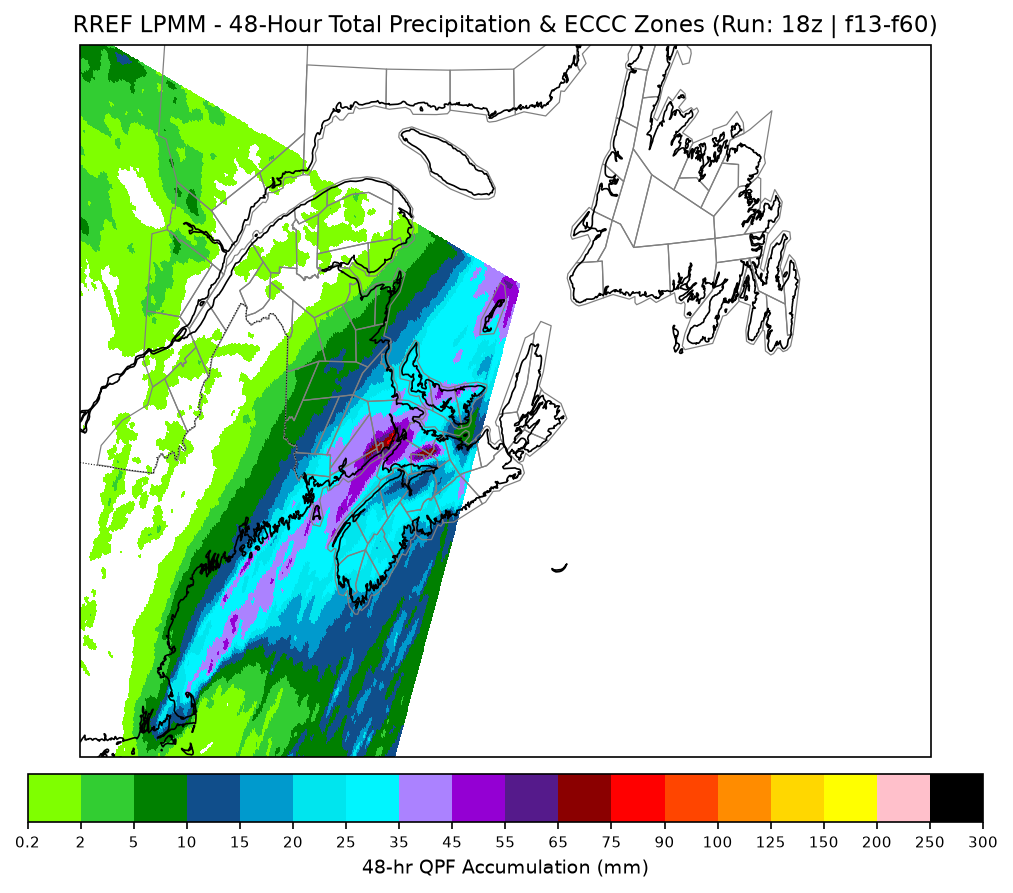 RREF LPMM - 48-Hour Total Precipitation & ECCC Zones (Run: 18z | f13-f60)
0.2 2 5 10 15 20 25 35 45 55 65 75 90 100 125 150 200 250 300
48-hr QPF Accumulation (mm)